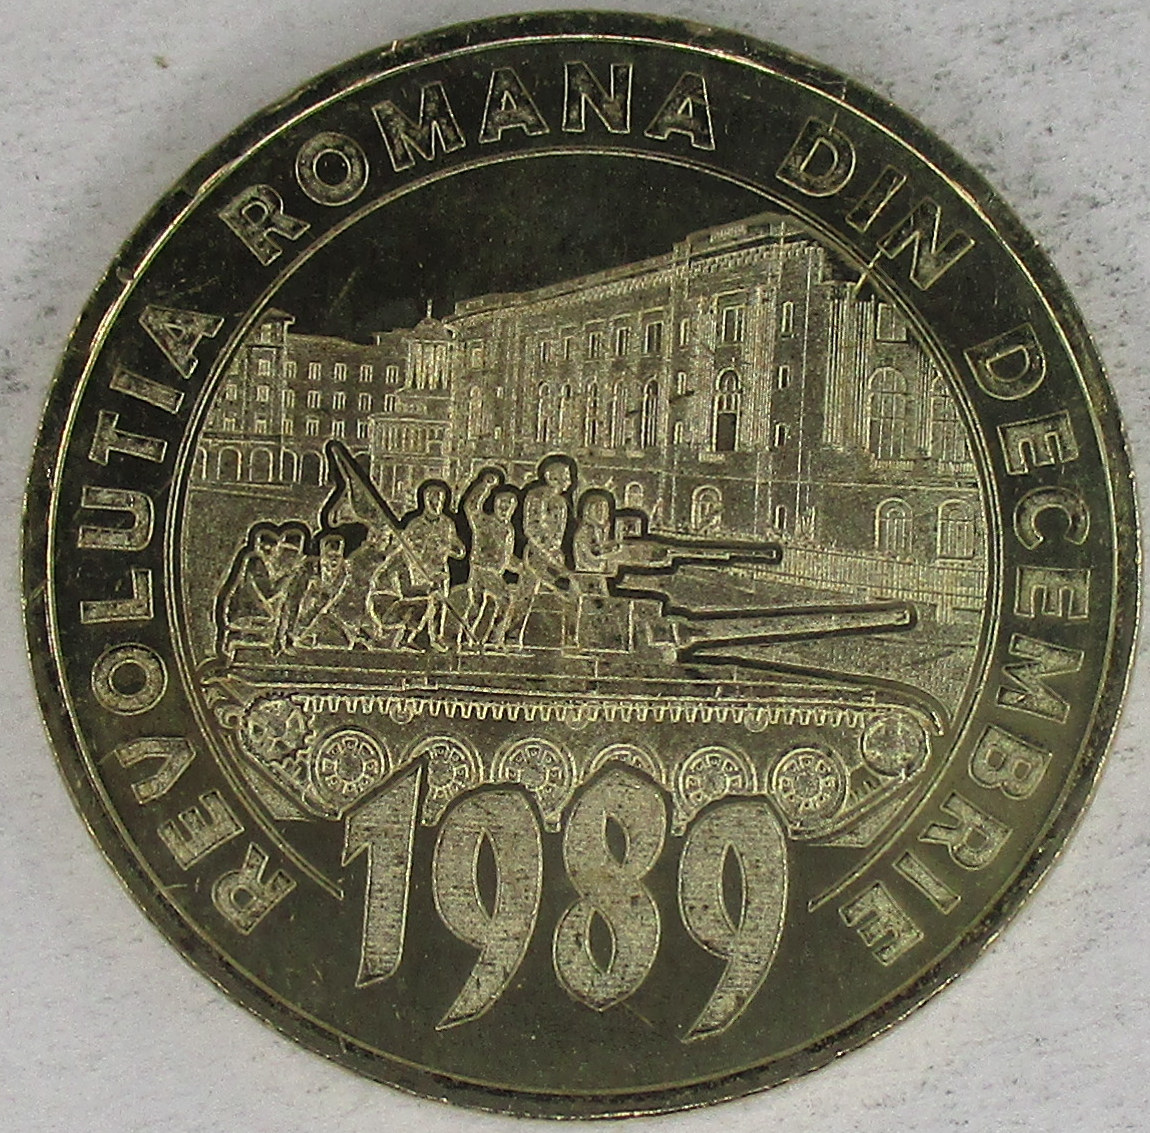 REVOLUTIA ROMANA DIN DECEMBRIE
1989